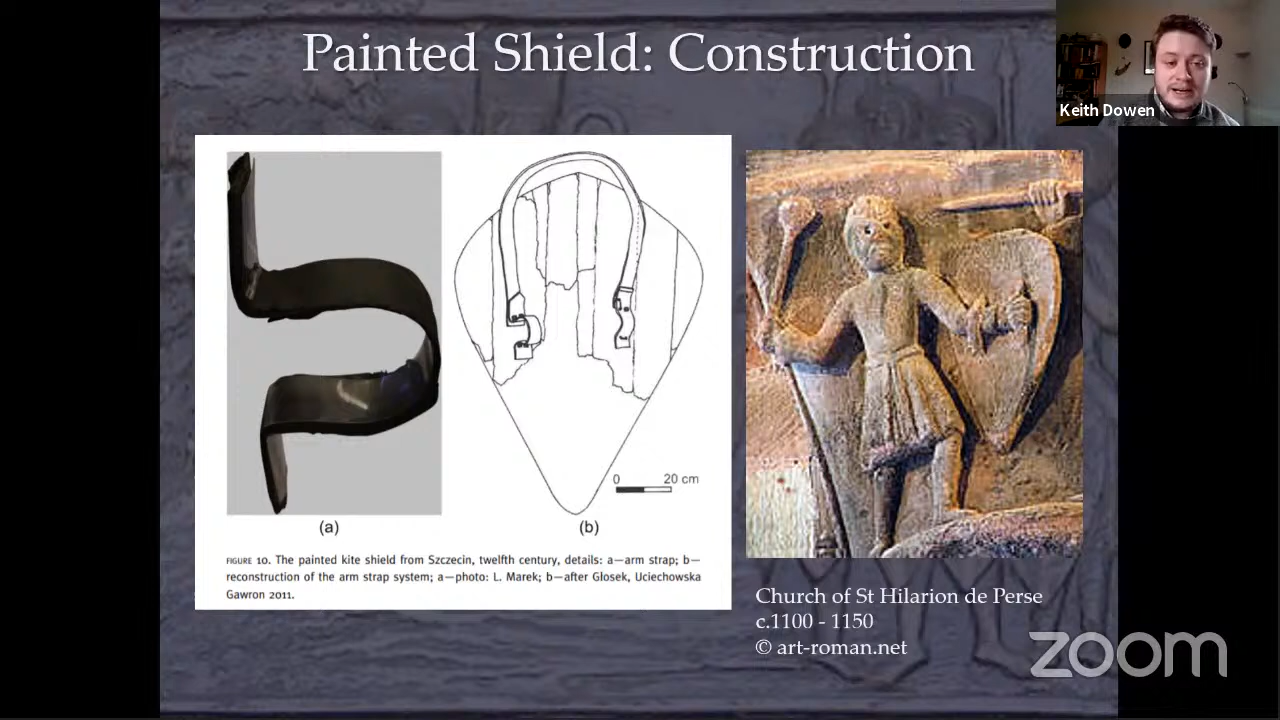 Painted Shield: Construction
Keith Dowen
0 20 cm
(a) (b)
FIGURE 10. The painted kite shield from Szczecin, twelfth century, details: a—arm strap; b—
reconstruction of the arm strap system; a—photo: L. Marek; b—after Głosek, Uciechowska
Gawron 2011.
Church of St Hilarion de Perse
c.1100 - 1150
© art-roman.net
zoom